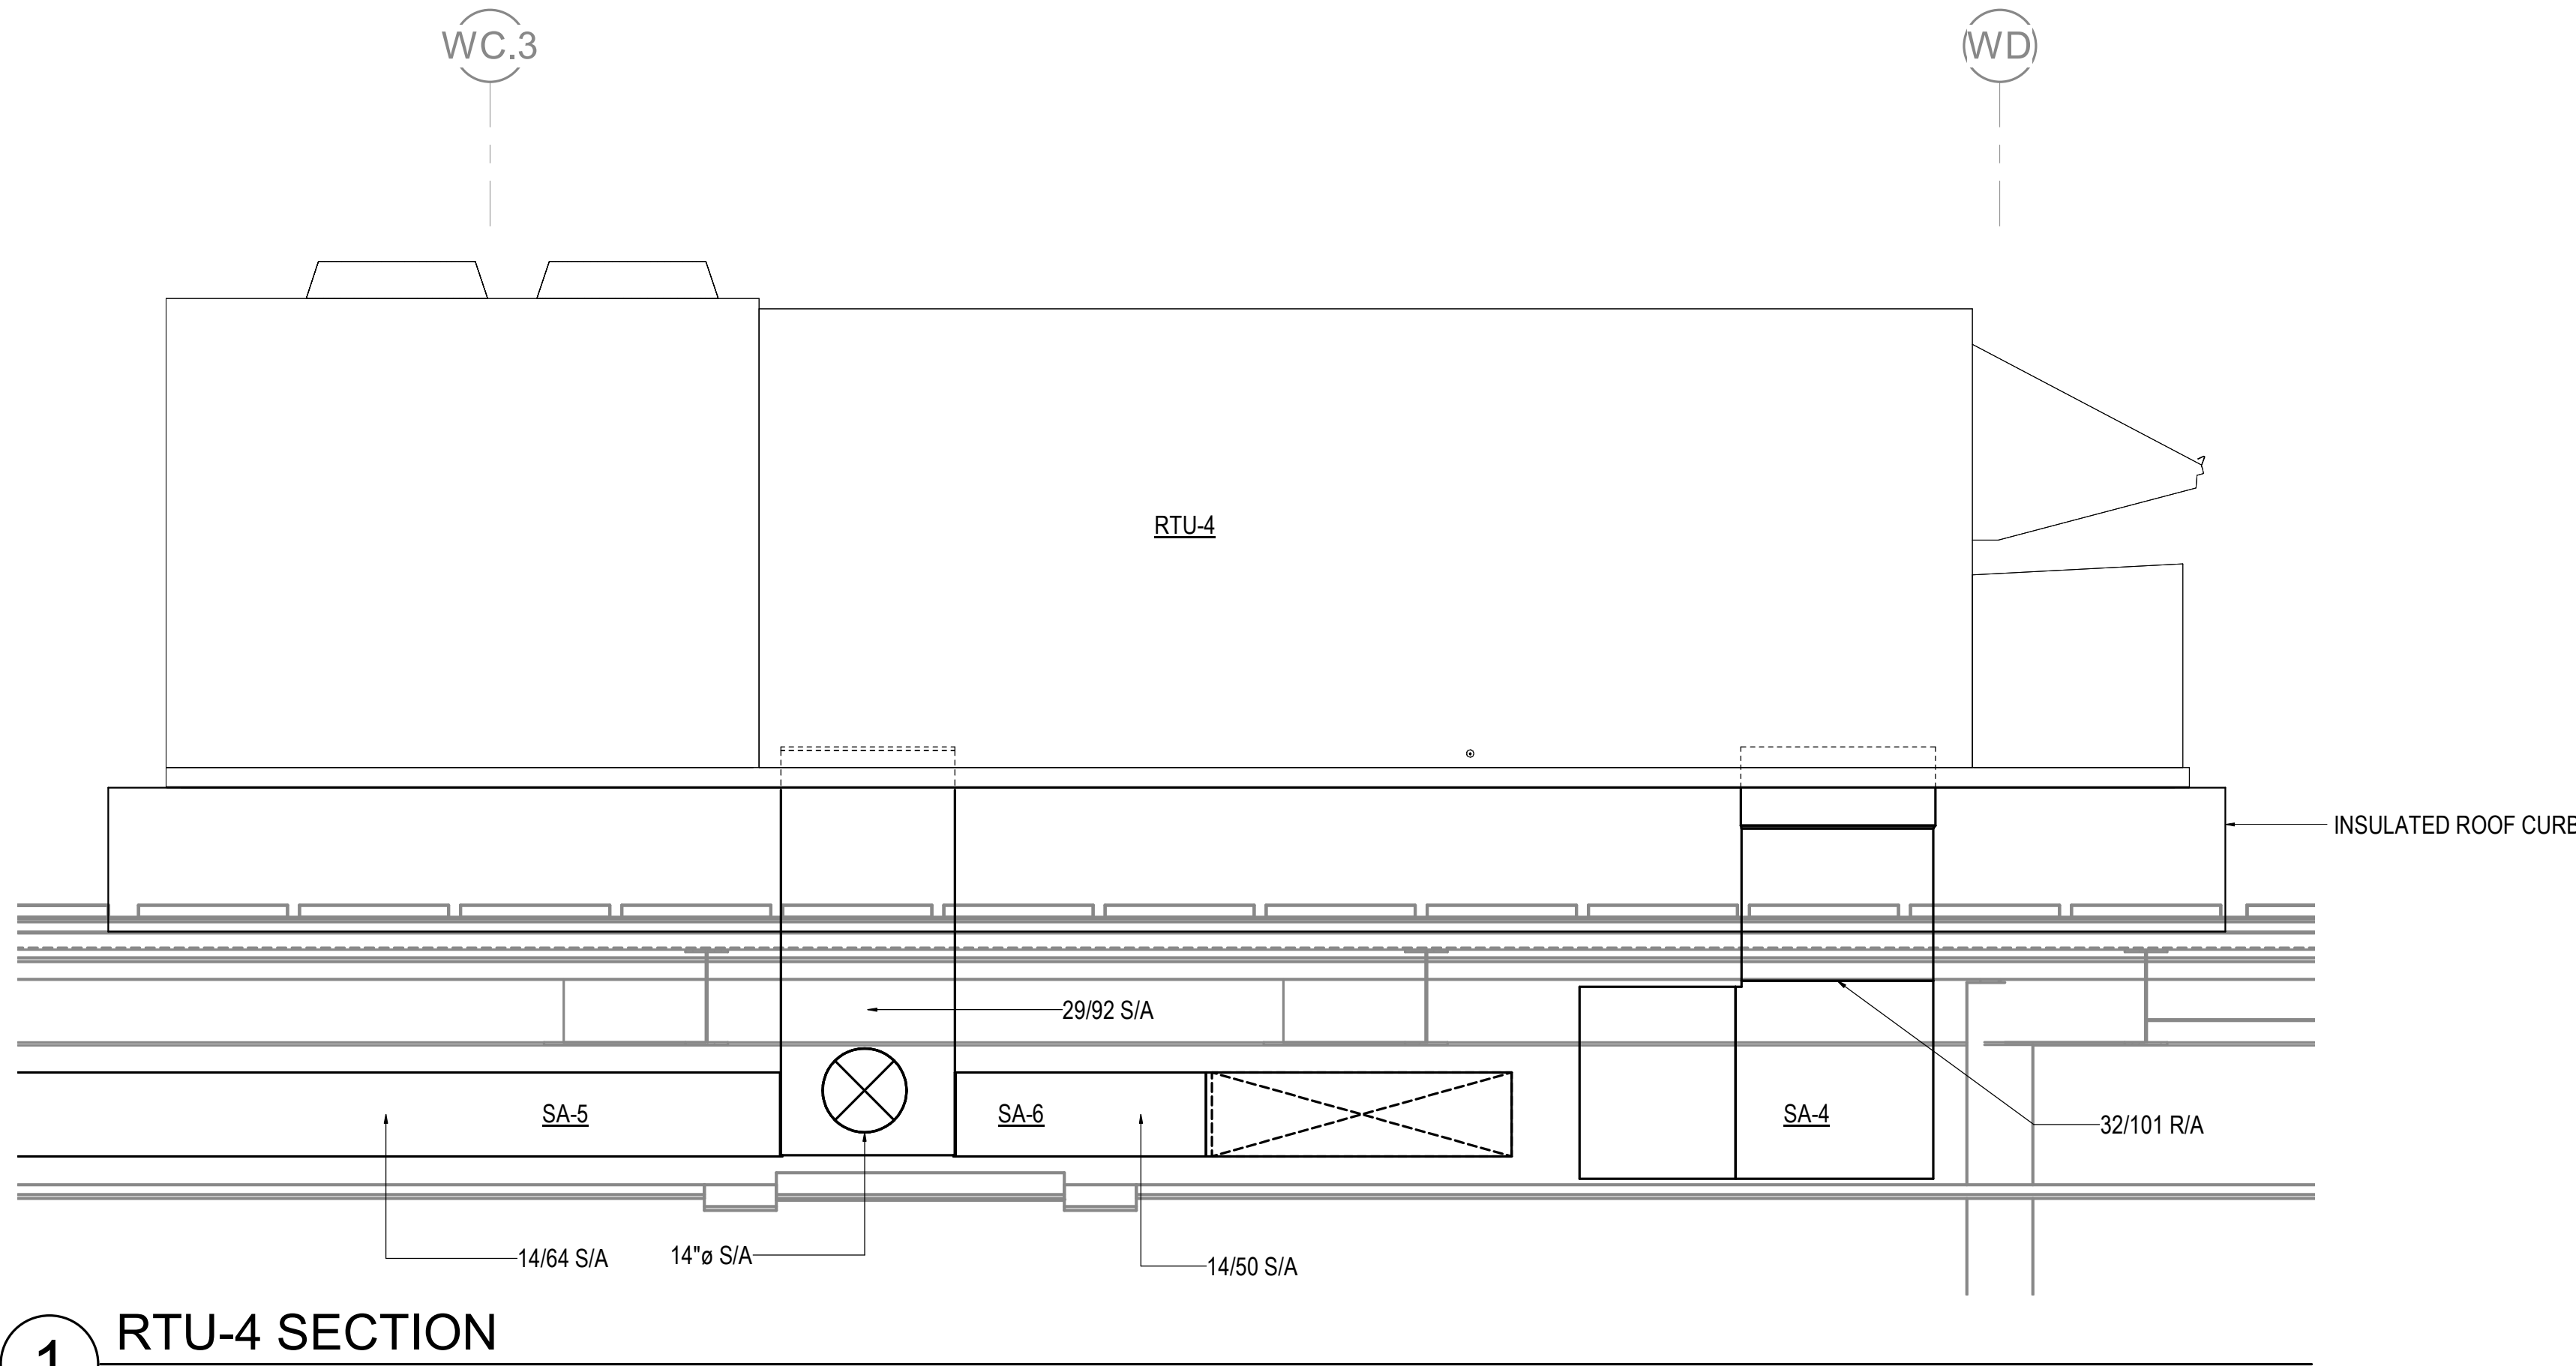 WC.3
WD
RTU-4
INSULATED ROOF CURB
29/92 S/A
SA-5
SA-6
SA-4
32/101 R/A
14/64 S/A
14"ø S/A
14/50 S/A
1
RTU-4 SECTION